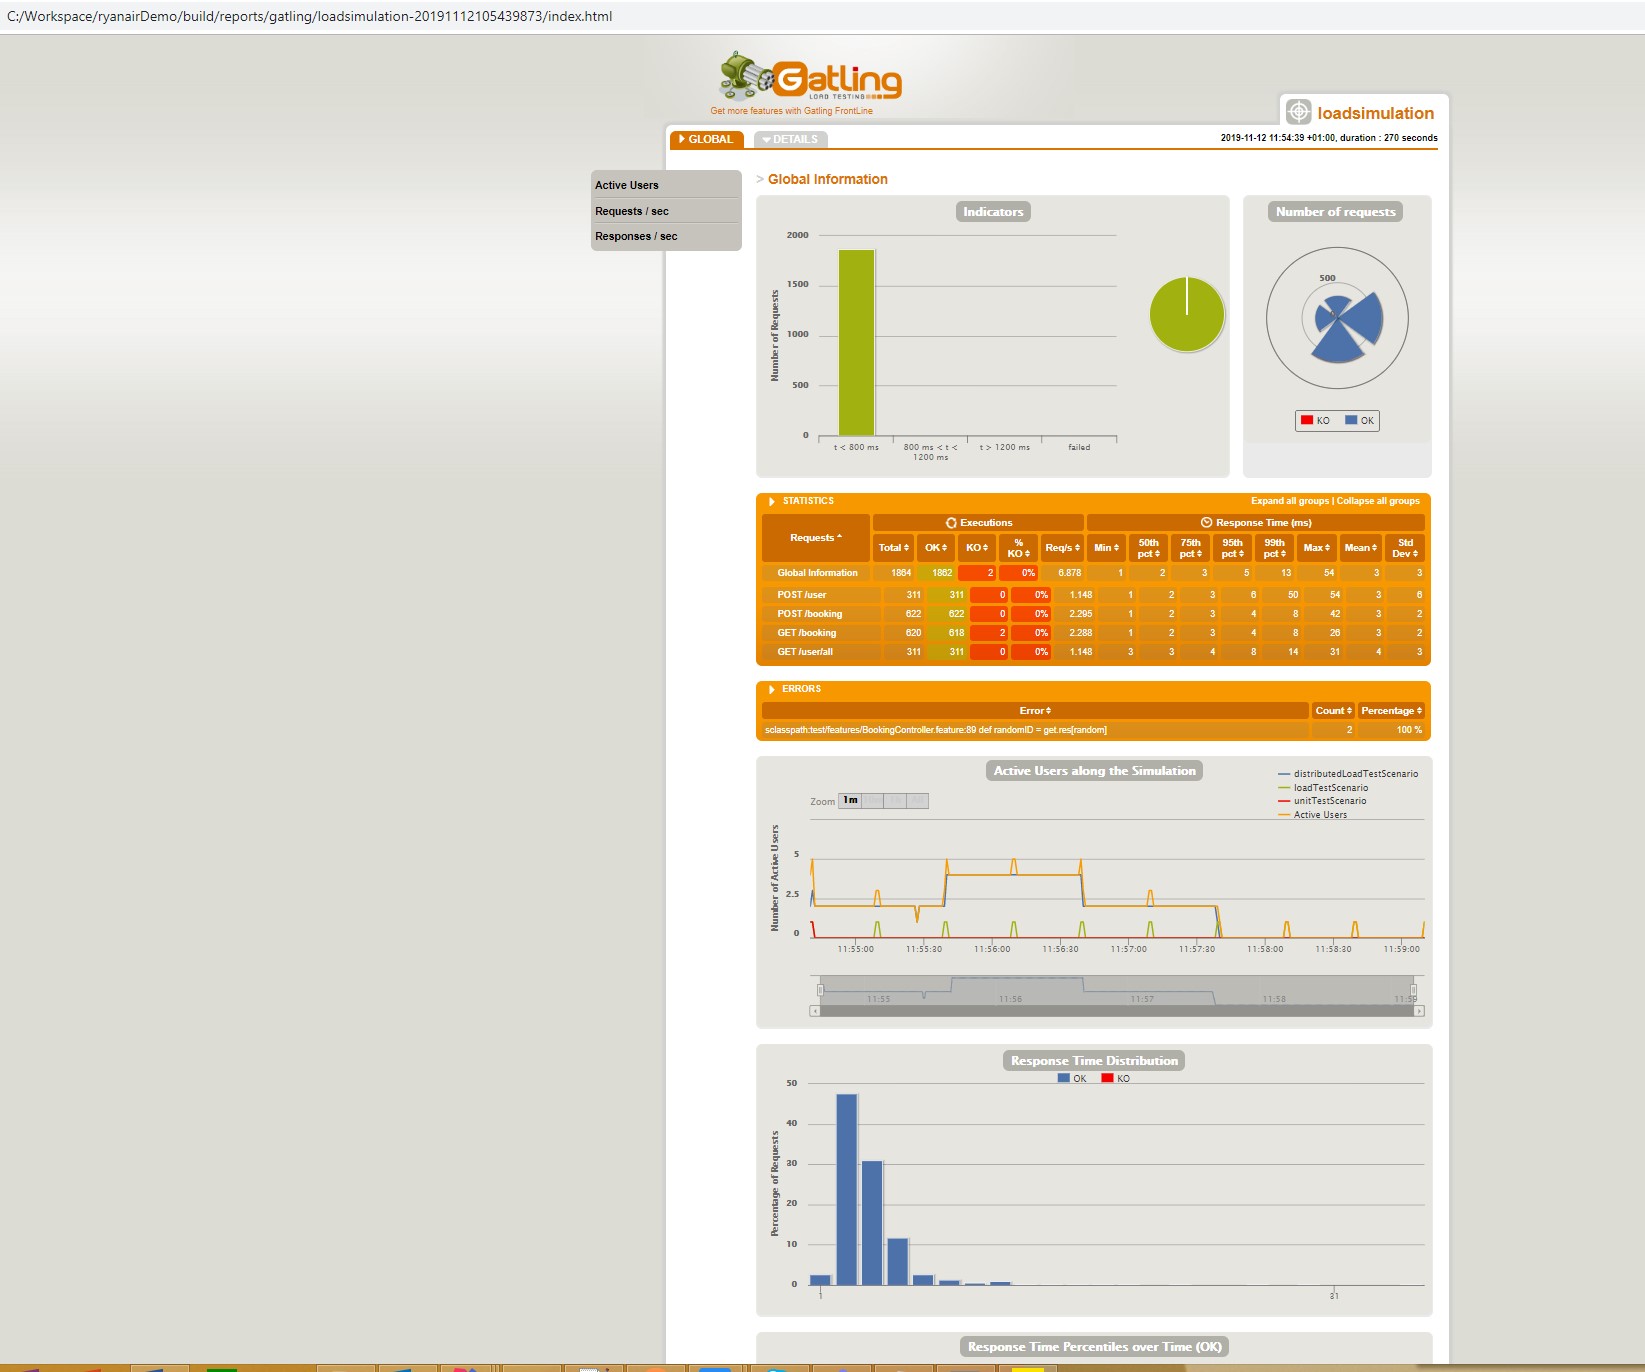 C:/Workspace/ryanairDemo/build/reports/gatling/loadsimulation-20191112105439873/index.html
Gatling
LOAD TESTING
Get more features with Gatling FrontLine
loadsimulation
GLOBAL DETAILS
2019-11-12 11:54:39 +01:00, duration : 270 seconds
Active Users
Requests / sec
Responses / sec
> Global Information
Indicators
2000
1500
1000
500
0
Number of Requests
t < 800 ms
800 ms < t < 1200 ms
t > 1200 ms
failed
Number of requests
500
KO OK
STATISTICS Expand all groups | Collapse all groups
Requests Executions Response Time (ms)
Total OK KO % KO Req/s Min 50th pct 75th pct 95th pct 99th pct Max Mean Std Dev
Global Information 1864 1862 2 0% 6.878 1 2 3 5 13 54 3 3
POST /user 311 311 0 0% 1.148 1 2 3 6 50 54 3 6
POST /booking 622 622 0 0% 2.295 1 2 3 4 8 42 3 2
GET /booking 620 618 2 0% 2.288 1 2 3 4 8 26 3 2
GET /user/all 311 311 0 0% 1.148 3 3 4 8 14 31 4 3
ERRORS
Error Count Percentage
sclasspath:test/features/BookingController.feature:89 def randomID = get.res[random] 2 100 %
Active Users along the Simulation
distributedLoadTestScenario
loadTestScenario
unitTestScenario
Active Users
Zoom 1m
Number of Active Users
5
2.5
0
11:55:00 11:55:30 11:56:00 11:56:30 11:57:00 11:57:30 11:58:00 11:58:30 11:59:00
11:55 11:56 11:57 11:58 11:59
Response Time Distribution
OK KO
50
40
30
20
10
0
Percentage of Requests
1 31
Response Time Percentiles over Time (OK)